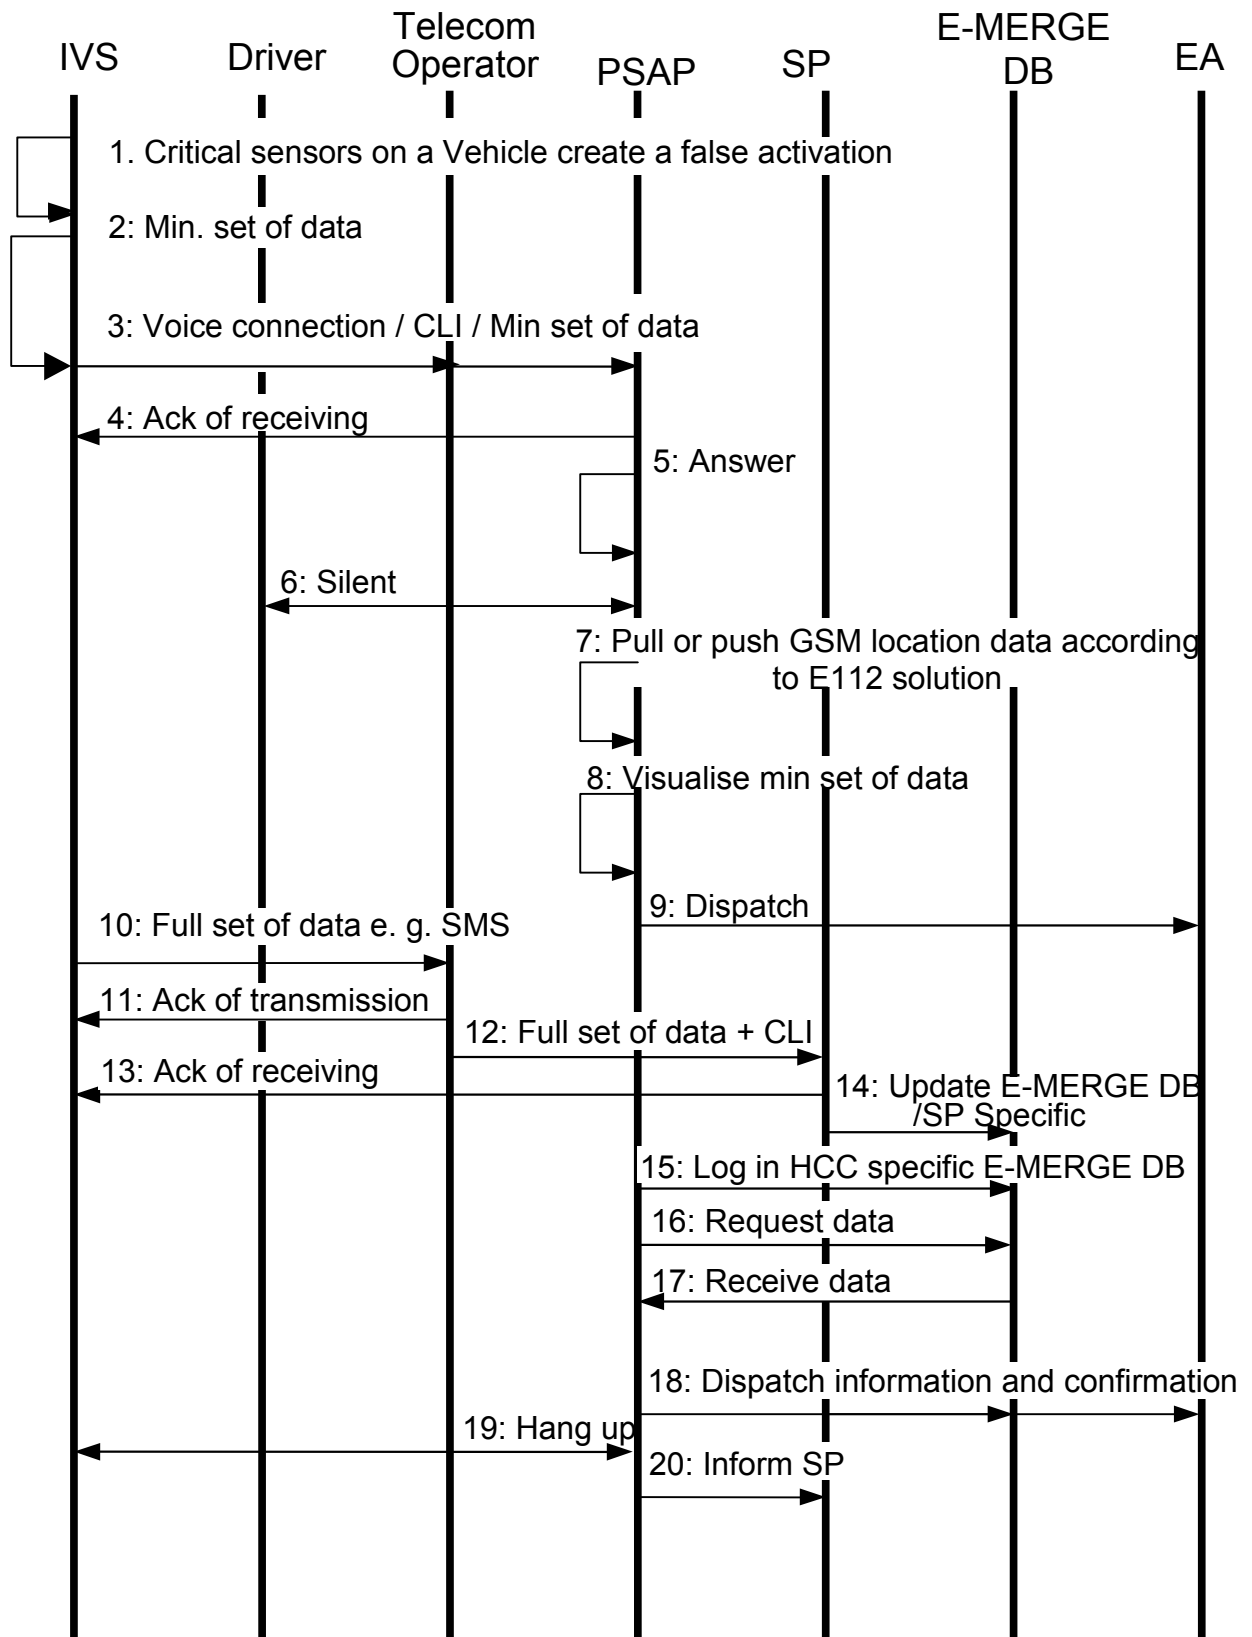 IVS
Driver
Telecom
Operator
PSAP
SP
E-MERGE
DB
EA
1. Critical sensors on a Vehicle create a false activation
2: Min. set of data
3: Voice connection / CLI / Min set of data
4: Ack of receiving
5: Answer
6: Silent
7: Pull or push GSM location data according
to E112 solution
8: Visualise min set of data
9: Dispatch
10: Full set of data e. g. SMS
11: Ack of transmission
12: Full set of data + CLI
13: Ack of receiving
14: Update E-MERGE DB
/SP Specific
15: Log in HCC specific E-MERGE DB
16: Request data
17: Receive data
18: Dispatch information and confirmation
19: Hang up
20: Inform SP